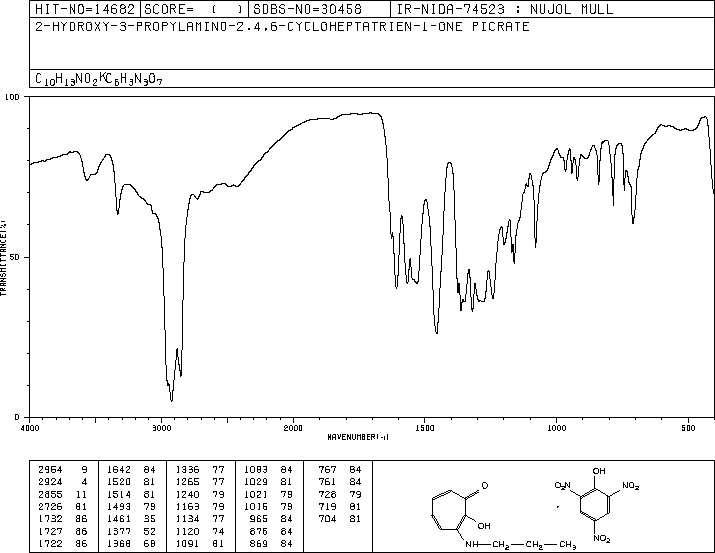 HIT-NO=14682 SCORE= ( ) SDBS-NO=30458 IR-NIDA-74523 : NUJOL MULL
2-HYDROXY-3-PROPYLAMINO-2,4,6-CYCLOHEPTATRIEN-1-ONE PICRATE
C10H13NO2*C6H3N3O7
100
50
0
TRANSMITTANCE(%)
4000 3000 2000 1500 1000 500
WAVENUMBER(-1)
2964 9 1642 84 1336 77 1083 84 767 84
2924 4 1520 81 1265 77 1029 81 761 84
2855 11 1514 81 1240 79 1021 79 728 79
2726 81 1493 79 1163 79 1016 79 719 81
1732 86 1461 35 1134 77 965 84 704 81
1727 86 1377 52 1120 74 876 84
1722 86 1368 68 1091 81 869 84
O
OH
NH—CH2—CH2—CH3
OH
NO2 NO2
NO2